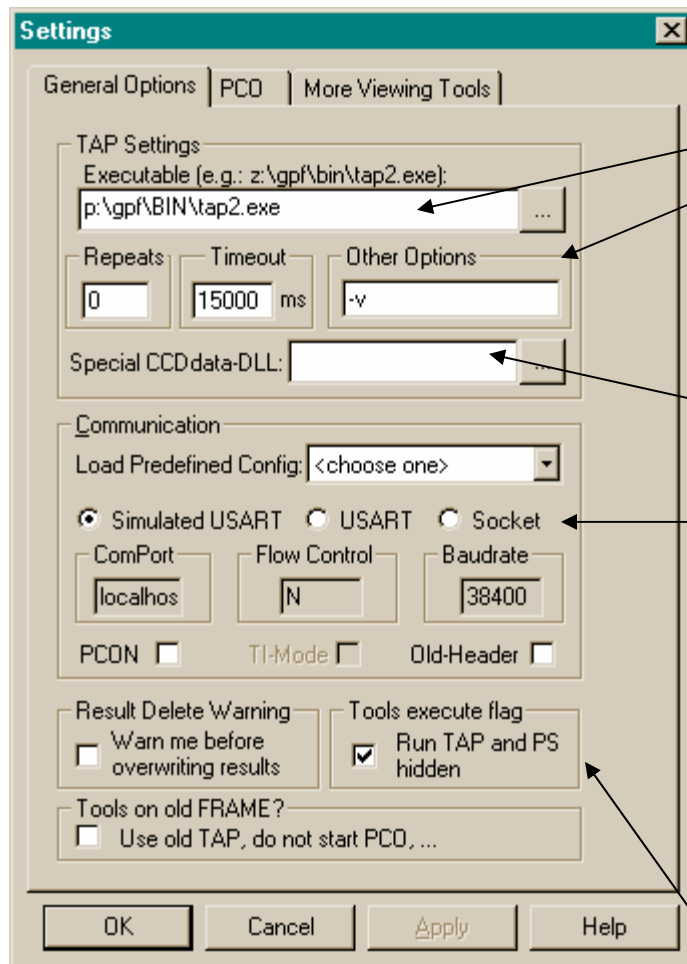 Settings
General Options PCO More Viewing Tools
TAP Settings
Executable (e.g.: z:\gpf\bin\tap2.exe):
p:\gpf\BIN\tap2.exe ...
Repeats Timeout Other Options
0 15000 ms -v
Special CCDdata-DLL: ...
Communication
Load Predefined Config: <choose one>
Simulated USART USART Socket
ComPort Flow Control Baudrate
localhos N 38400
PCON TI-Mode Old-Header
Result Delete Warning Tools execute flag
Warn me before Run TAP and PS
overwriting results hidden
Tools on old FRAME?
Use old TAP, do not start PCO, ...
OK Cancel Apply Help